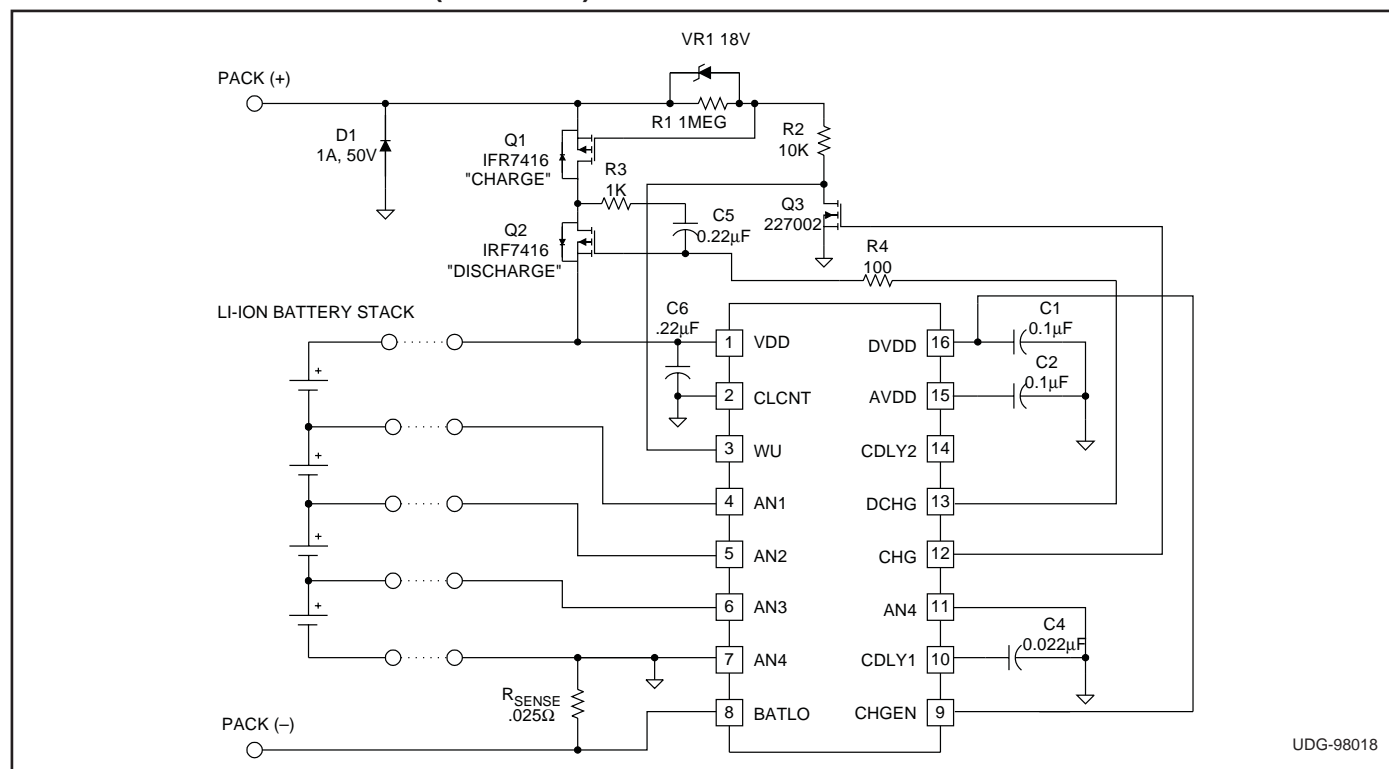 VR1 18V
PACK (+)
R1 1MEG
D1
1A, 50V
Q1
IFR7416
"CHARGE"
R2
10K
R3
1K
Q2
IRF7416
"DISCHARGE"
C5
0.22µF
Q3
227002
R4
100
LI-ION BATTERY STACK
C6
.22µF
C1
0.1µF
C2
0.1µF
1 VDD
DVDD 16
2 CLCNT
AVDD 15
3 WU
CDLY2 14
4 AN1
DCHG 13
5 AN2
CHG 12
6 AN3
AN4 11
7 AN4
CDLY1 10
8 BATLO
CHGEN 9
C4
0.022µF
+
+
+
+
RSENSE
.025Ω
PACK (–)
UDG-98018